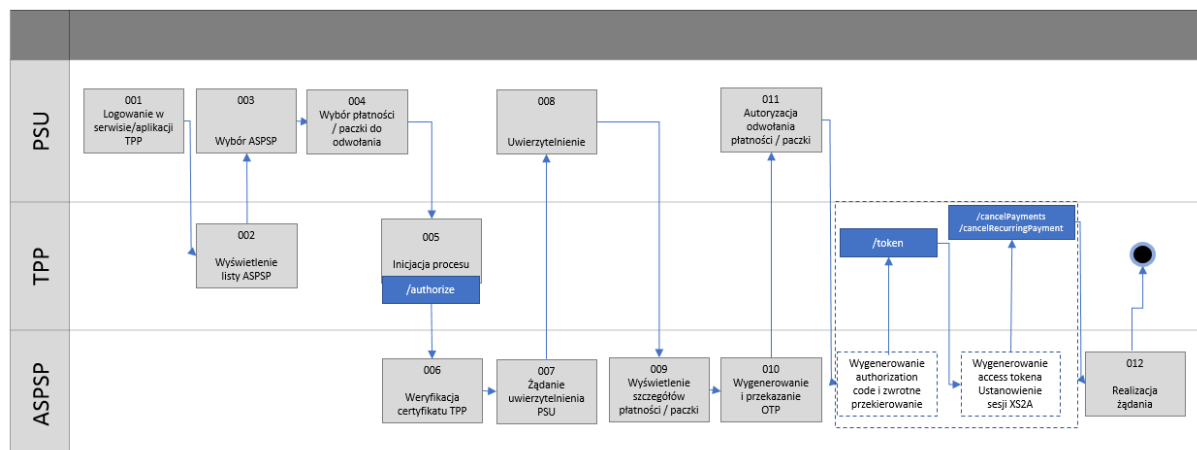 PSU
001
Logowanie w
serwisie/aplikacji
TPP
003
Wybór ASPSP
004
Wybór płatności
/ paczki do
odwołania
008
Uwierzytelnienie
011
Autoryzacja
odwołania
płatności / paczki
TPP
002
Wyświetlenie
listy ASPSP
005
Inicjacja procesu
/authorize
/token
/cancelPayments
/cancelRecurringPayment
ASPSP
006
Weryfikacja
certyfikatu TPP
007
Żądanie
uwierzytelnienia
PSU
009
Wyświetlenie
szczegółów
płatności / paczki
010
Wygenerowanie
i przekazanie
OTP
Wygenerowanie
authorization
code i zwrotne
przekierowanie
Wygenerowanie
access tokena
Ustanowienie
sesji XS2A
012
Realizacja
żądania